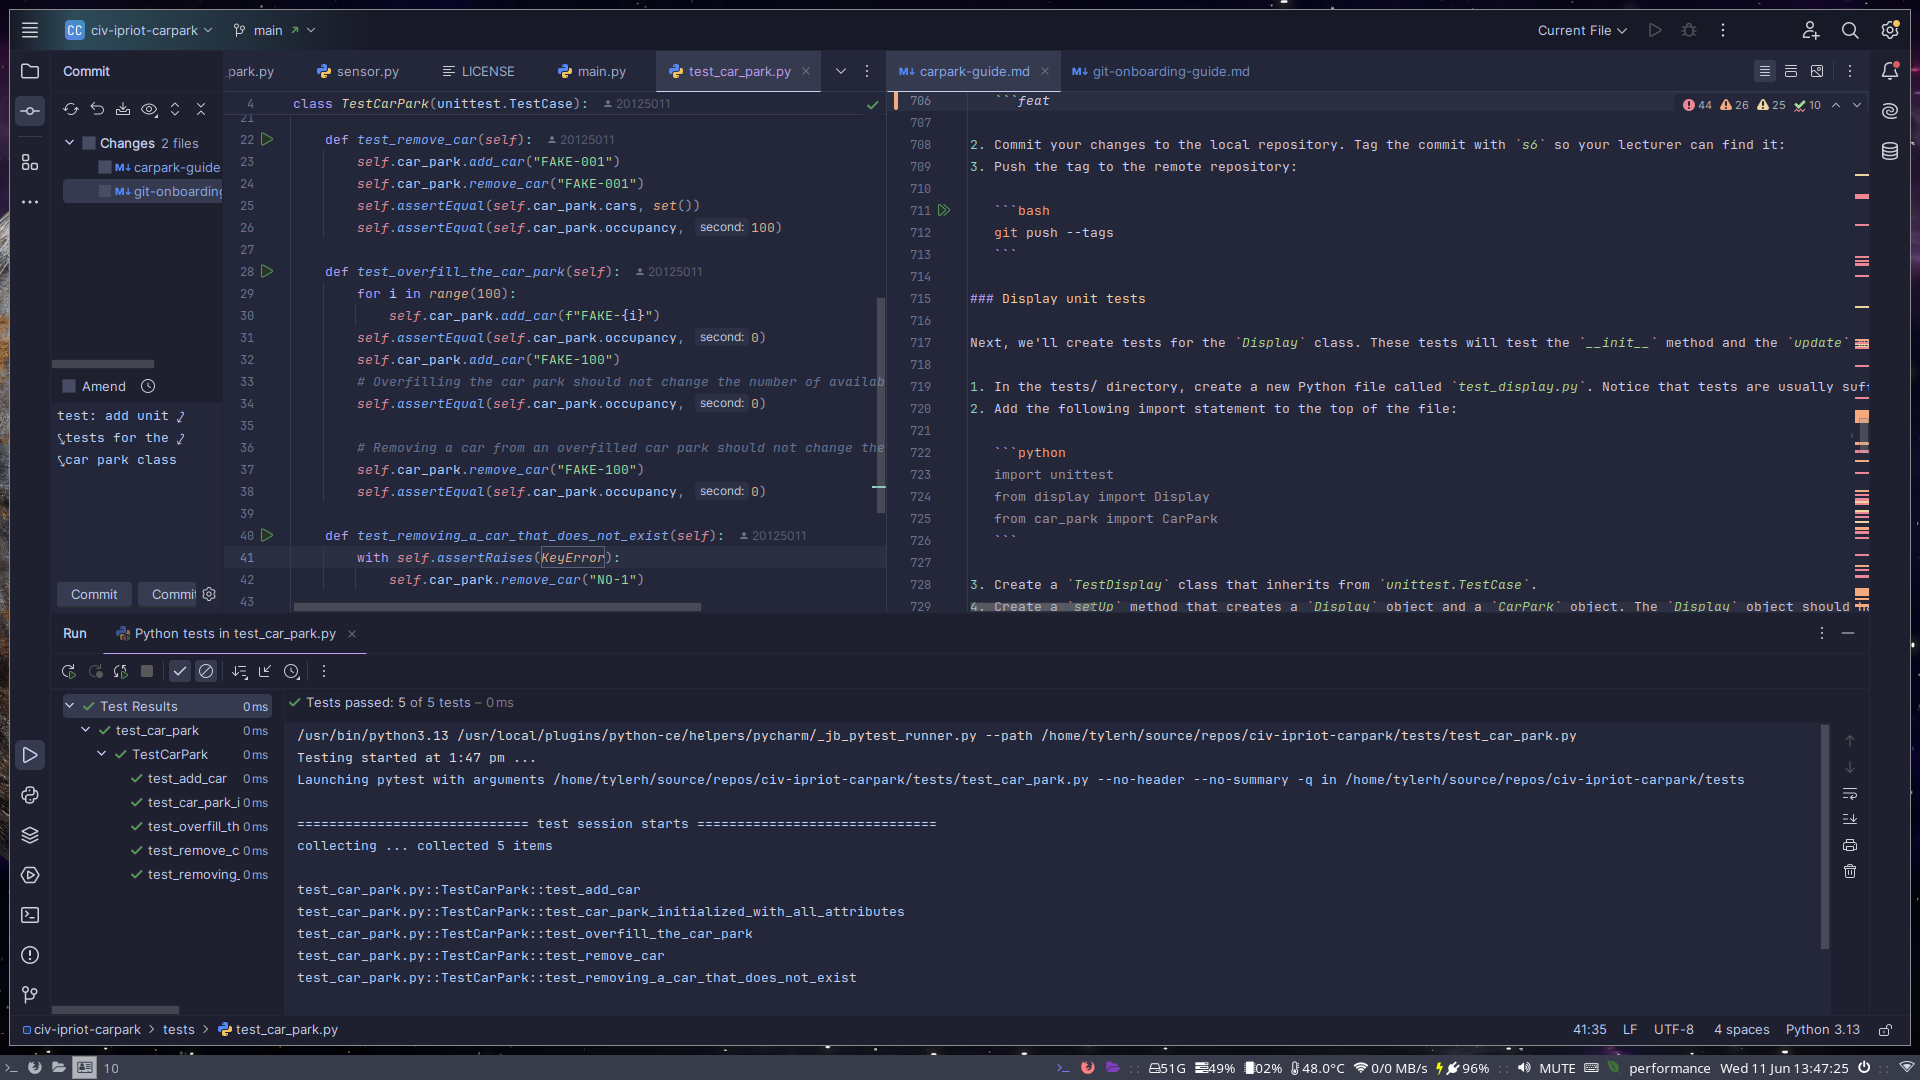 CC civ-ipriot-carpark main
Current File
Commit
park.py sensor.py LICENSE main.py test_car_park.py
carpark-guide.md git-onboarding-guide.md
Changes 2 files
carpark-guide
git-onboarding
Amend
test: add unit
tests for the
car park class
Commit Commit
4 class TestCarPark(unittest.TestCase): 20125011
21
22 def test_remove_car(self): 20125011
23 self.car_park.add_car("FAKE-001")
24 self.car_park.remove_car("FAKE-001")
25 self.assertEqual(self.car_park.cars, set())
26 self.assertEqual(self.car_park.occupancy, second: 100)
27
28 def test_overfill_the_car_park(self): 20125011
29 for i in range(100):
30 self.car_park.add_car(f"FAKE-{i}")
31 self.assertEqual(self.car_park.occupancy, second: 0)
32 self.car_park.add_car("FAKE-100")
33 # Overfilling the car park should not change the number of availab
34 self.assertEqual(self.car_park.occupancy, second: 0)
35
36 # Removing a car from an overfilled car park should not change the
37 self.car_park.remove_car("FAKE-100")
38 self.assertEqual(self.car_park.occupancy, second: 0)
39
40 def test_removing_a_car_that_does_not_exist(self): 20125011
41 with self.assertRaises(KeyError):
42 self.car_park.remove_car("NO-1")
43
706 ```feat
44 26 25 10
707
708 2. Commit your changes to the local repository. Tag the commit with `s6` so your lecturer can find it:
709 3. Push the tag to the remote repository:
710
711 ```bash
712 git push --tags
713 ```
714
715 ### Display unit tests
716
717 Next, we'll create tests for the `Display` class. These tests will test the `__init__` method and the `update`
718
719 1. In the tests/ directory, create a new Python file called `test_display.py`. Notice that tests are usually suf
720 2. Add the following import statement to the top of the file:
721
722 ```python
723 import unittest
724 from display import Display
725 from car_park import CarPark
726 ```
727
728 3. Create a `TestDisplay` class that inherits from `unittest.TestCase`.
729 4. Create a `setUp` method that creates a `Display` object and a `CarPark` object. The `Display` object should
Run Python tests in test_car_park.py
Test Results 0 ms
test_car_park 0 ms
TestCarPark 0 ms
test_add_car 0 ms
test_car_park_i 0 ms
test_overfill_th 0 ms
test_remove_c 0 ms
test_removing_ 0 ms
Tests passed: 5 of 5 tests – 0 ms
/usr/bin/python3.13 /usr/local/plugins/python-ce/helpers/pycharm/_jb_pytest_runner.py --path /home/tylerh/source/repos/civ-ipriot-carpark/tests/test_car_park.py
Testing started at 1:47 pm ...
Launching pytest with arguments /home/tylerh/source/repos/civ-ipriot-carpark/tests/test_car_park.py --no-header --no-summary -q in /home/tylerh/source/repos/civ-ipriot-carpark/tests
============================= test session starts ==============================
collecting ... collected 5 items
test_car_park.py::TestCarPark::test_add_car
test_car_park.py::TestCarPark::test_car_park_initialized_with_all_attributes
test_car_park.py::TestCarPark::test_overfill_the_car_park
test_car_park.py::TestCarPark::test_remove_car
test_car_park.py::TestCarPark::test_removing_a_car_that_does_not_exist
civ-ipriot-carpark > tests > test_car_park.py
41:35 LF UTF-8 4 spaces Python 3.13
10
51G 49% 02% 48.0°C 0/0 MB/s 96% MUTE performance Wed 11 Jun 13:47:25